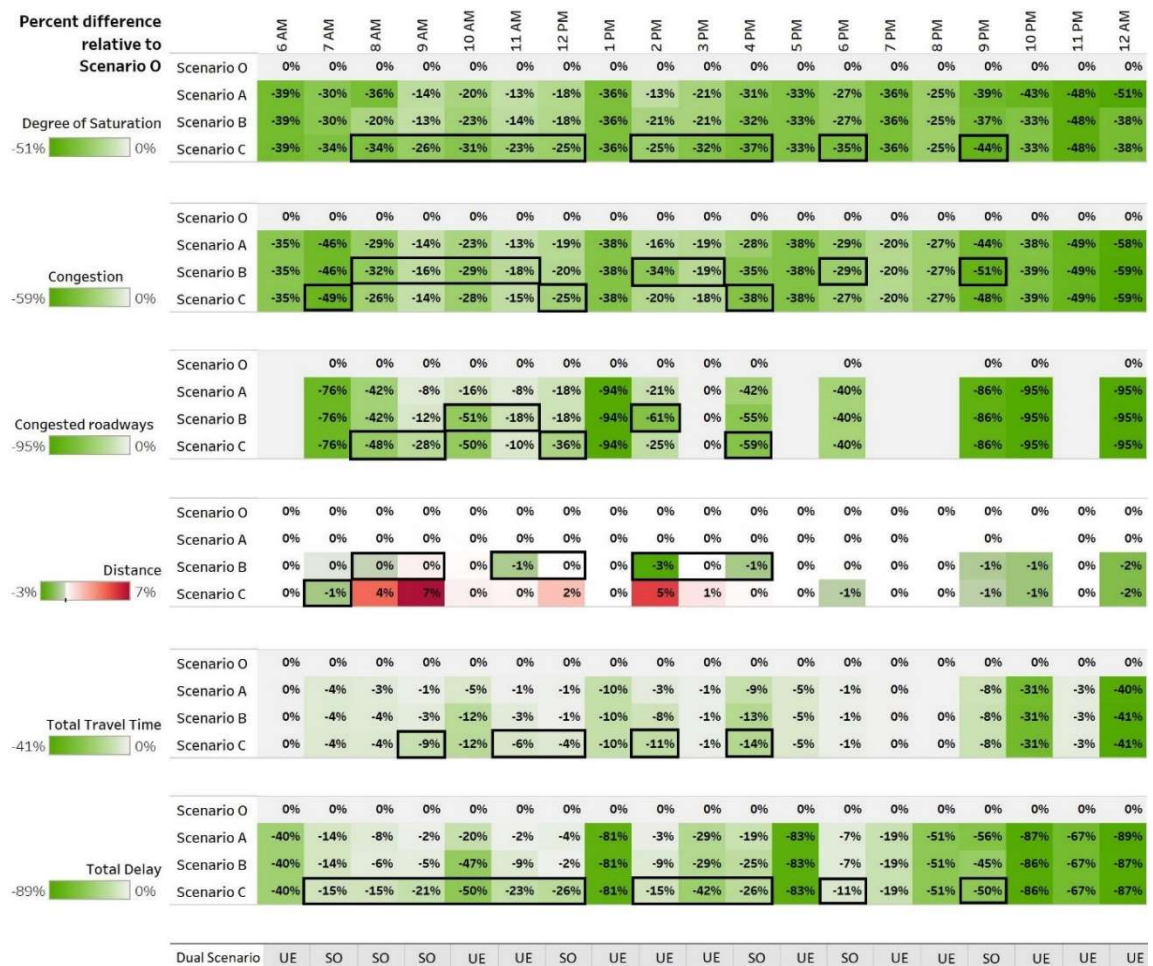 Percent difference relative to Scenario O
6 AM 7 AM 8 AM 9 AM 10 AM 11 AM 12 PM 1 PM 2 PM 3 PM 4 PM 5 PM 6 PM 7 PM 8 PM 9 PM 10 PM 11 PM 12 AM
Degree of Saturation
-51% 0%
Scenario O 0% 0% 0% 0% 0% 0% 0% 0% 0% 0% 0% 0% 0% 0% 0% 0% 0% 0% 0%
Scenario A -39% -30% -36% -14% -20% -13% -18% -36% -13% -21% -31% -33% -27% -36% -25% -39% -43% -48% -51%
Scenario B -39% -30% -20% -13% -23% -14% -18% -36% -21% -21% -32% -33% -27% -36% -25% -37% -33% -48% -38%
Scenario C -39% -34% -34% -26% -31% -23% -25% -36% -25% -32% -37% -33% -35% -36% -25% -44% -33% -48% -38%
Congestion
-59% 0%
Scenario O 0% 0% 0% 0% 0% 0% 0% 0% 0% 0% 0% 0% 0% 0% 0% 0% 0% 0% 0%
Scenario A -35% -46% -29% -14% -23% -13% -19% -38% -16% -19% -28% -38% -29% -20% -27% -44% -38% -49% -58%
Scenario B -35% -46% -32% -16% -29% -18% -20% -38% -34% -19% -35% -38% -29% -20% -27% -51% -39% -49% -59%
Scenario C -35% -49% -26% -14% -28% -15% -25% -38% -20% -18% -38% -38% -27% -20% -27% -48% -39% -49% -59%
Congested roadways
-95% 0%
Scenario O 0% 0% 0% 0% 0% 0% 0% 0% 0% 0% 0% 0% 0% 0%
Scenario A -76% -42% -8% -16% -8% -18% -94% -21% 0% -42% -40% -86% -95% -95%
Scenario B -76% -42% -12% -51% -18% -18% -94% -61% 0% -55% -40% -86% -95% -95%
Scenario C -76% -48% -28% -50% -10% -36% -94% -25% 0% -59% -40% -86% -95% -95%
Distance
-3% 7%
Scenario O 0% 0% 0% 0% 0% 0% 0% 0% 0% 0% 0% 0% 0% 0% 0% 0% 0% 0% 0%
Scenario A 0% 0% 0% 0% 0% 0% 0% 0% 0% 0% 0% 0% 0% 0% 0%
Scenario B 0% 0% 0% 0% 0% -1% 0% 0% -3% 0% -1% 0% 0% 0% 0% -1% -1% 0% -2%
Scenario C 0% -1% 4% 7% 0% 0% 2% 0% 5% 1% 0% 0% -1% 0% 0% -1% -1% 0% -2%
Total Travel Time
-41% 0%
Scenario O 0% 0% 0% 0% 0% 0% 0% 0% 0% 0% 0% 0% 0% 0% 0% 0% 0% 0% 0%
Scenario A 0% -4% -3% -1% -5% -1% -1% -10% -3% -1% -9% -5% -1% 0% -8% -31% -3% -40%
Scenario B 0% -4% -4% -3% -12% -3% -1% -10% -8% -1% -13% -5% -1% 0% 0% -8% -31% -3% -41%
Scenario C 0% -4% -4% -9% -12% -6% -4% -10% -11% -1% -14% -5% -1% 0% 0% -8% -31% -3% -41%
Total Delay
-89% 0%
Scenario O 0% 0% 0% 0% 0% 0% 0% 0% 0% 0% 0% 0% 0% 0% 0% 0% 0% 0% 0%
Scenario A -40% -14% -8% -2% -20% -2% -4% -81% -3% -29% -19% -83% -7% -19% -51% -56% -87% -67% -89%
Scenario B -40% -14% -6% -5% -47% -9% -2% -81% -9% -29% -25% -83% -7% -19% -51% -45% -86% -67% -87%
Scenario C -40% -15% -15% -21% -50% -23% -26% -81% -15% -42% -26% -83% -11% -19% -51% -50% -86% -67% -87%
Dual Scenario UE SO SO SO UE UE SO UE UE UE SO UE SO UE UE SO UE UE UE